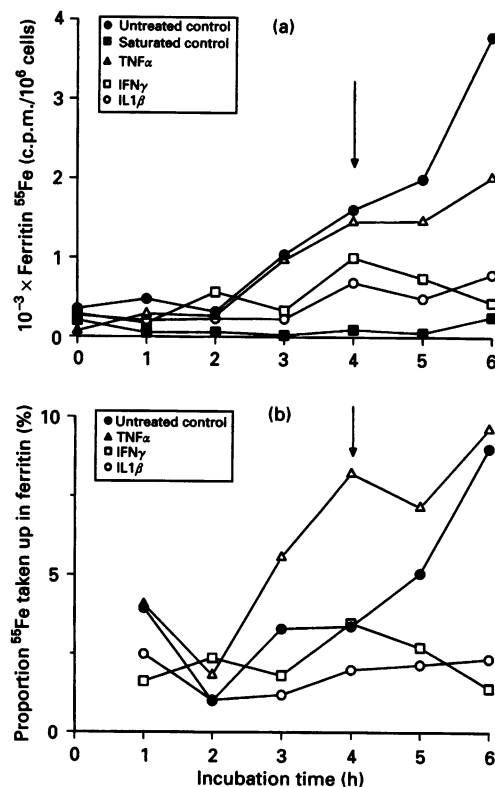 (a)
Untreated control
Saturated control
TNFα
IFNγ
IL1β
10⁻³ × Ferritin ⁵⁵Fe (c.p.m./10⁶ cells)
4
3
2
1
0
0 1 2 3 4 5 6
(b)
Untreated control
TNFα
IFNγ
IL1β
Proportion ⁵⁵Fe taken up in ferritin (%)
10
5
0
0 1 2 3 4 5 6
Incubation time (h)